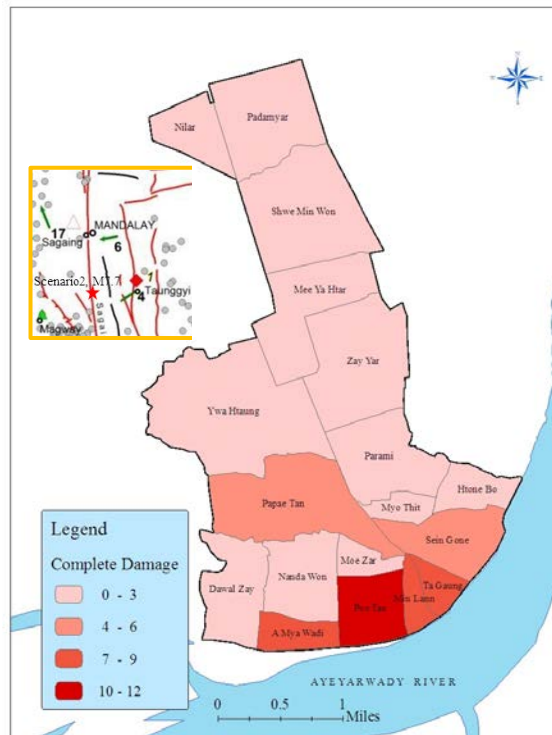 Nilar
Padamyar
Shwe Min Won
MANDALAY
17
Sagaing
6
Scenario2, M7.7
1
4
Taunggyi
Sagai
Magway
Mee Ya Htar
Zay Yar
Ywa Htaung
Parami
Htone Bo
Papae Tan
Myo Thit
Sein Gone
Moe Zar
Dawal Zay
Nanda Won
Ta Gaung
Min Lann
Poe Tan
A Mya Wadi
Legend
Complete Damage
0 - 3
4 - 6
7 - 9
10 - 12
AYEYARWADY RIVER
0 0.5 1
Miles